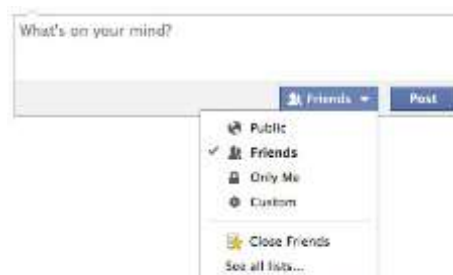 What's on your mind?
Friends
Post
Public
Friends
Only Me
Custom
Close Friends
See all lists...